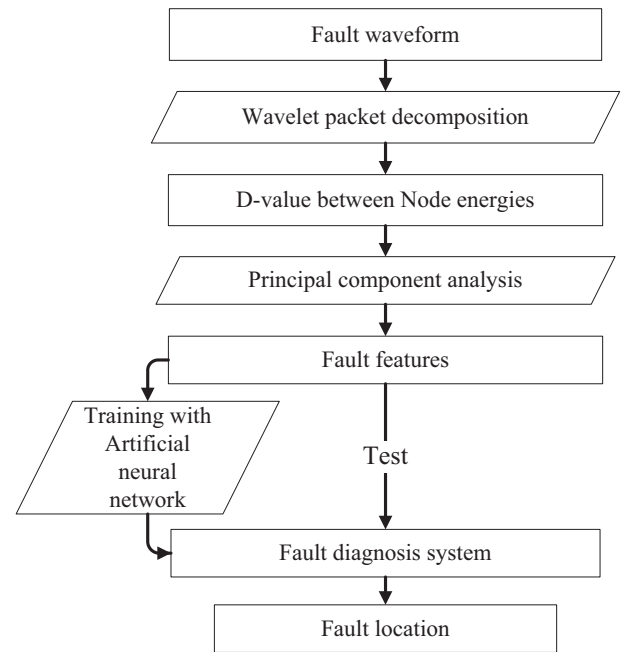 Fault waveform
Wavelet packet decomposition
D-value between Node energies
Principal component analysis
Fault features
Training with
Artificial
neural
network
Test
Fault diagnosis system
Fault location